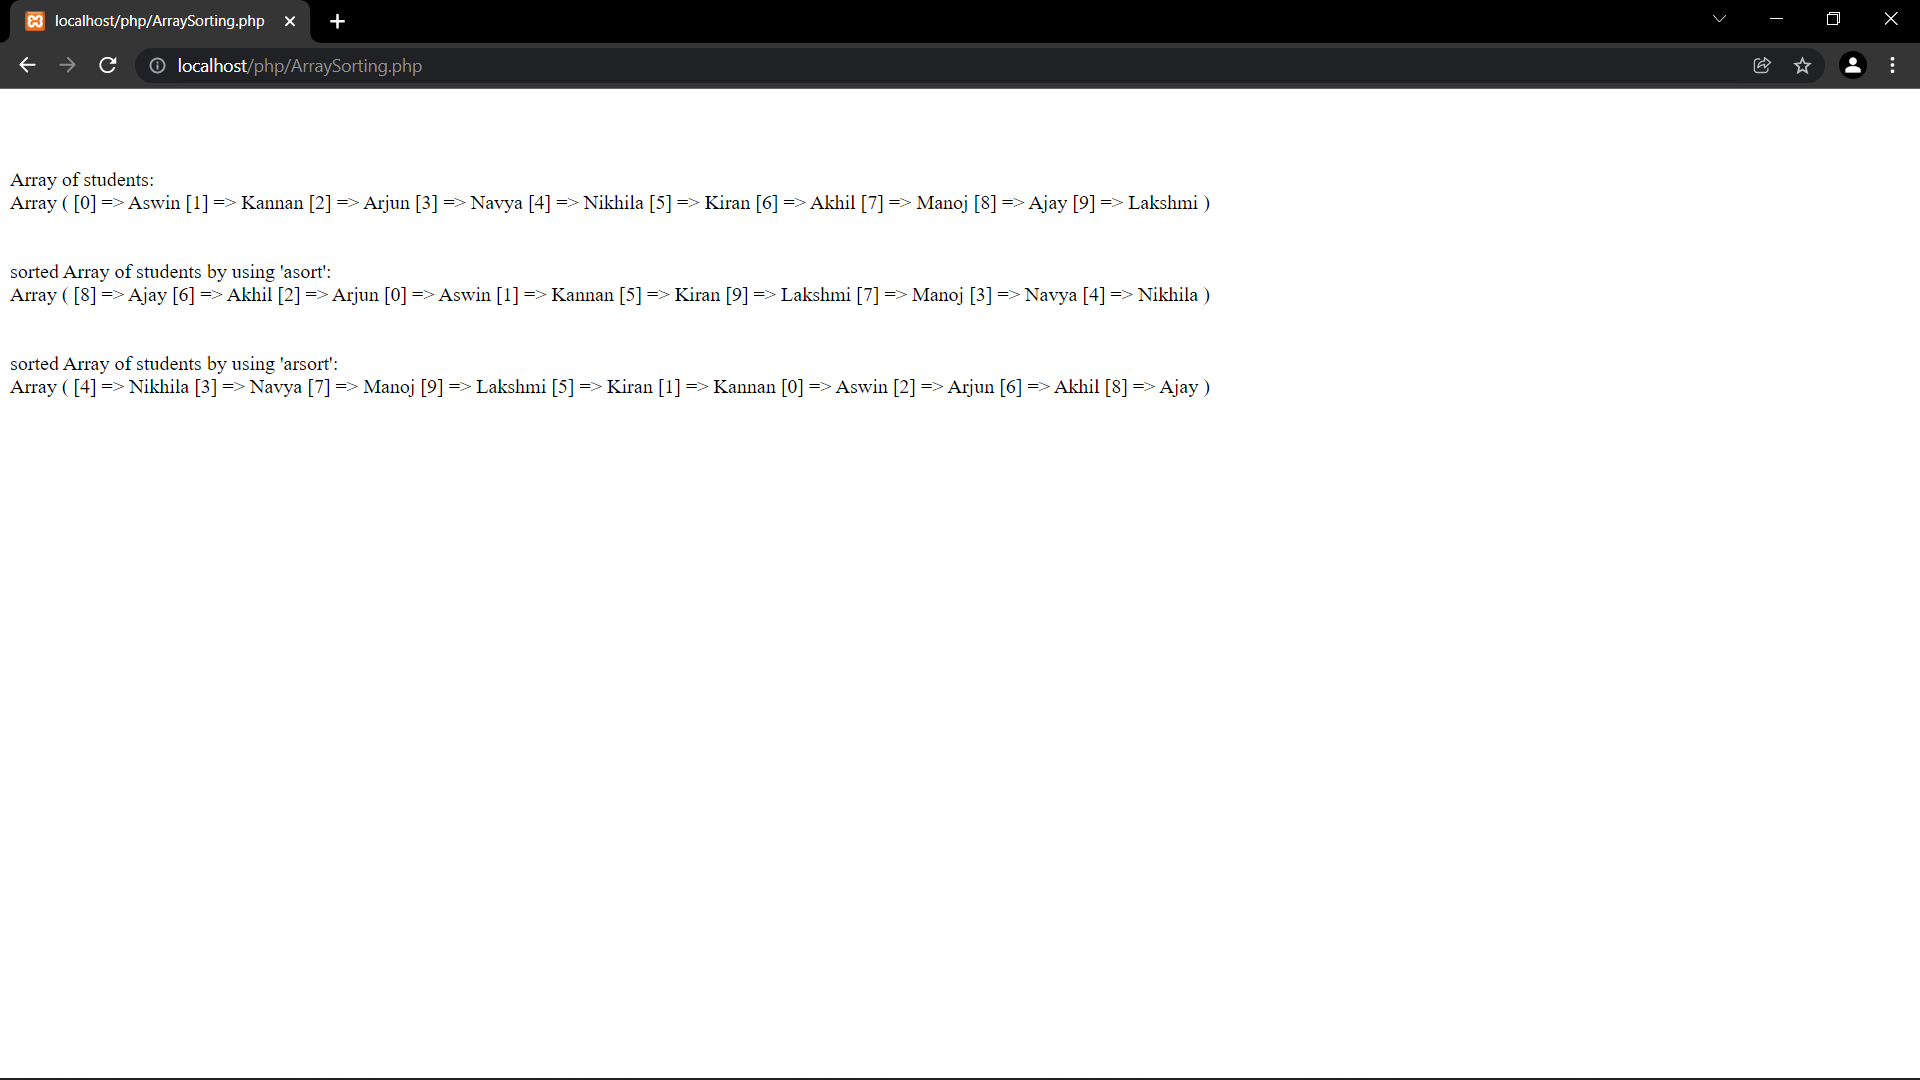 localhost/php/ArraySorting.php
localhost/php/ArraySorting.php
Array of students:
Array ( [0] => Aswin [1] => Kannan [2] => Arjun [3] => Navya [4] => Nikhila [5] => Kiran [6] => Akhil [7] => Manoj [8] => Ajay [9] => Lakshmi )
sorted Array of students by using 'asort':
Array ( [8] => Ajay [6] => Akhil [2] => Arjun [0] => Aswin [1] => Kannan [5] => Kiran [9] => Lakshmi [7] => Manoj [3] => Navya [4] => Nikhila )
sorted Array of students by using 'arsort':
Array ( [4] => Nikhila [3] => Navya [7] => Manoj [9] => Lakshmi [5] => Kiran [1] => Kannan [0] => Aswin [2] => Arjun [6] => Akhil [8] => Ajay )